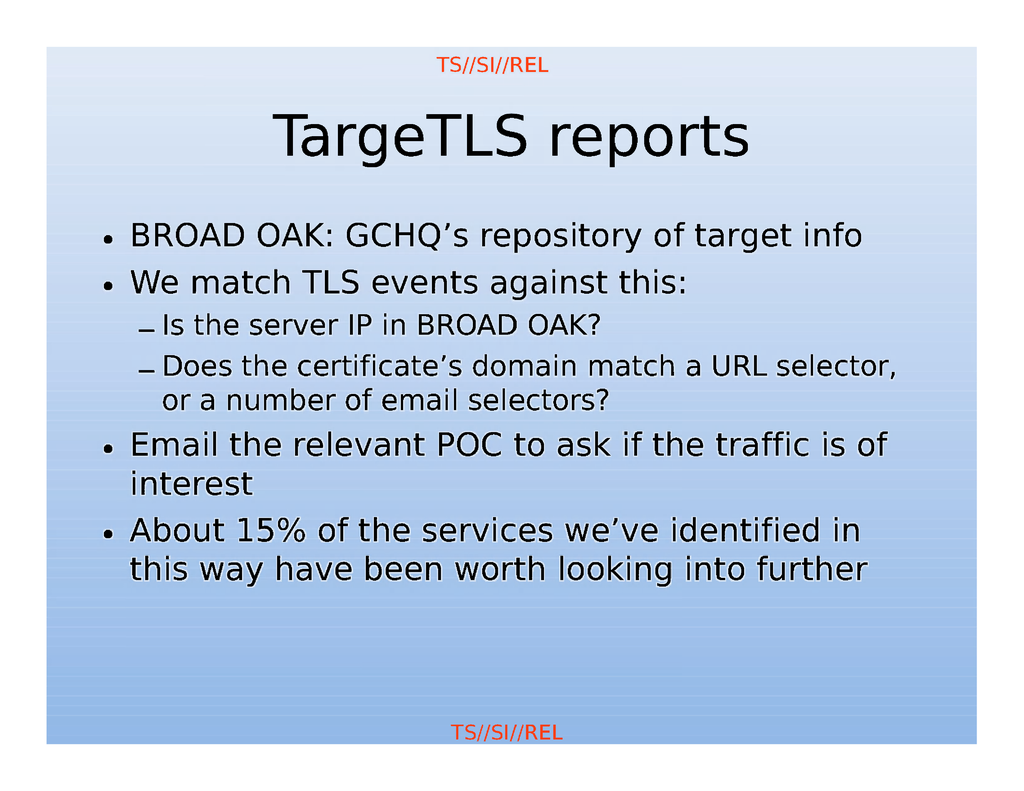 TS//SI//REL
TargeTLS reports
• BROAD OAK: GCHQ’s repository of target info
• We match TLS events against this:
– Is the server IP in BROAD OAK?
– Does the certificate’s domain match a URL selector,
or a number of email selectors?
• Email the relevant POC to ask if the traffic is of
interest
• About 15% of the services we’ve identified in
this way have been worth looking into further
TS//SI//REL